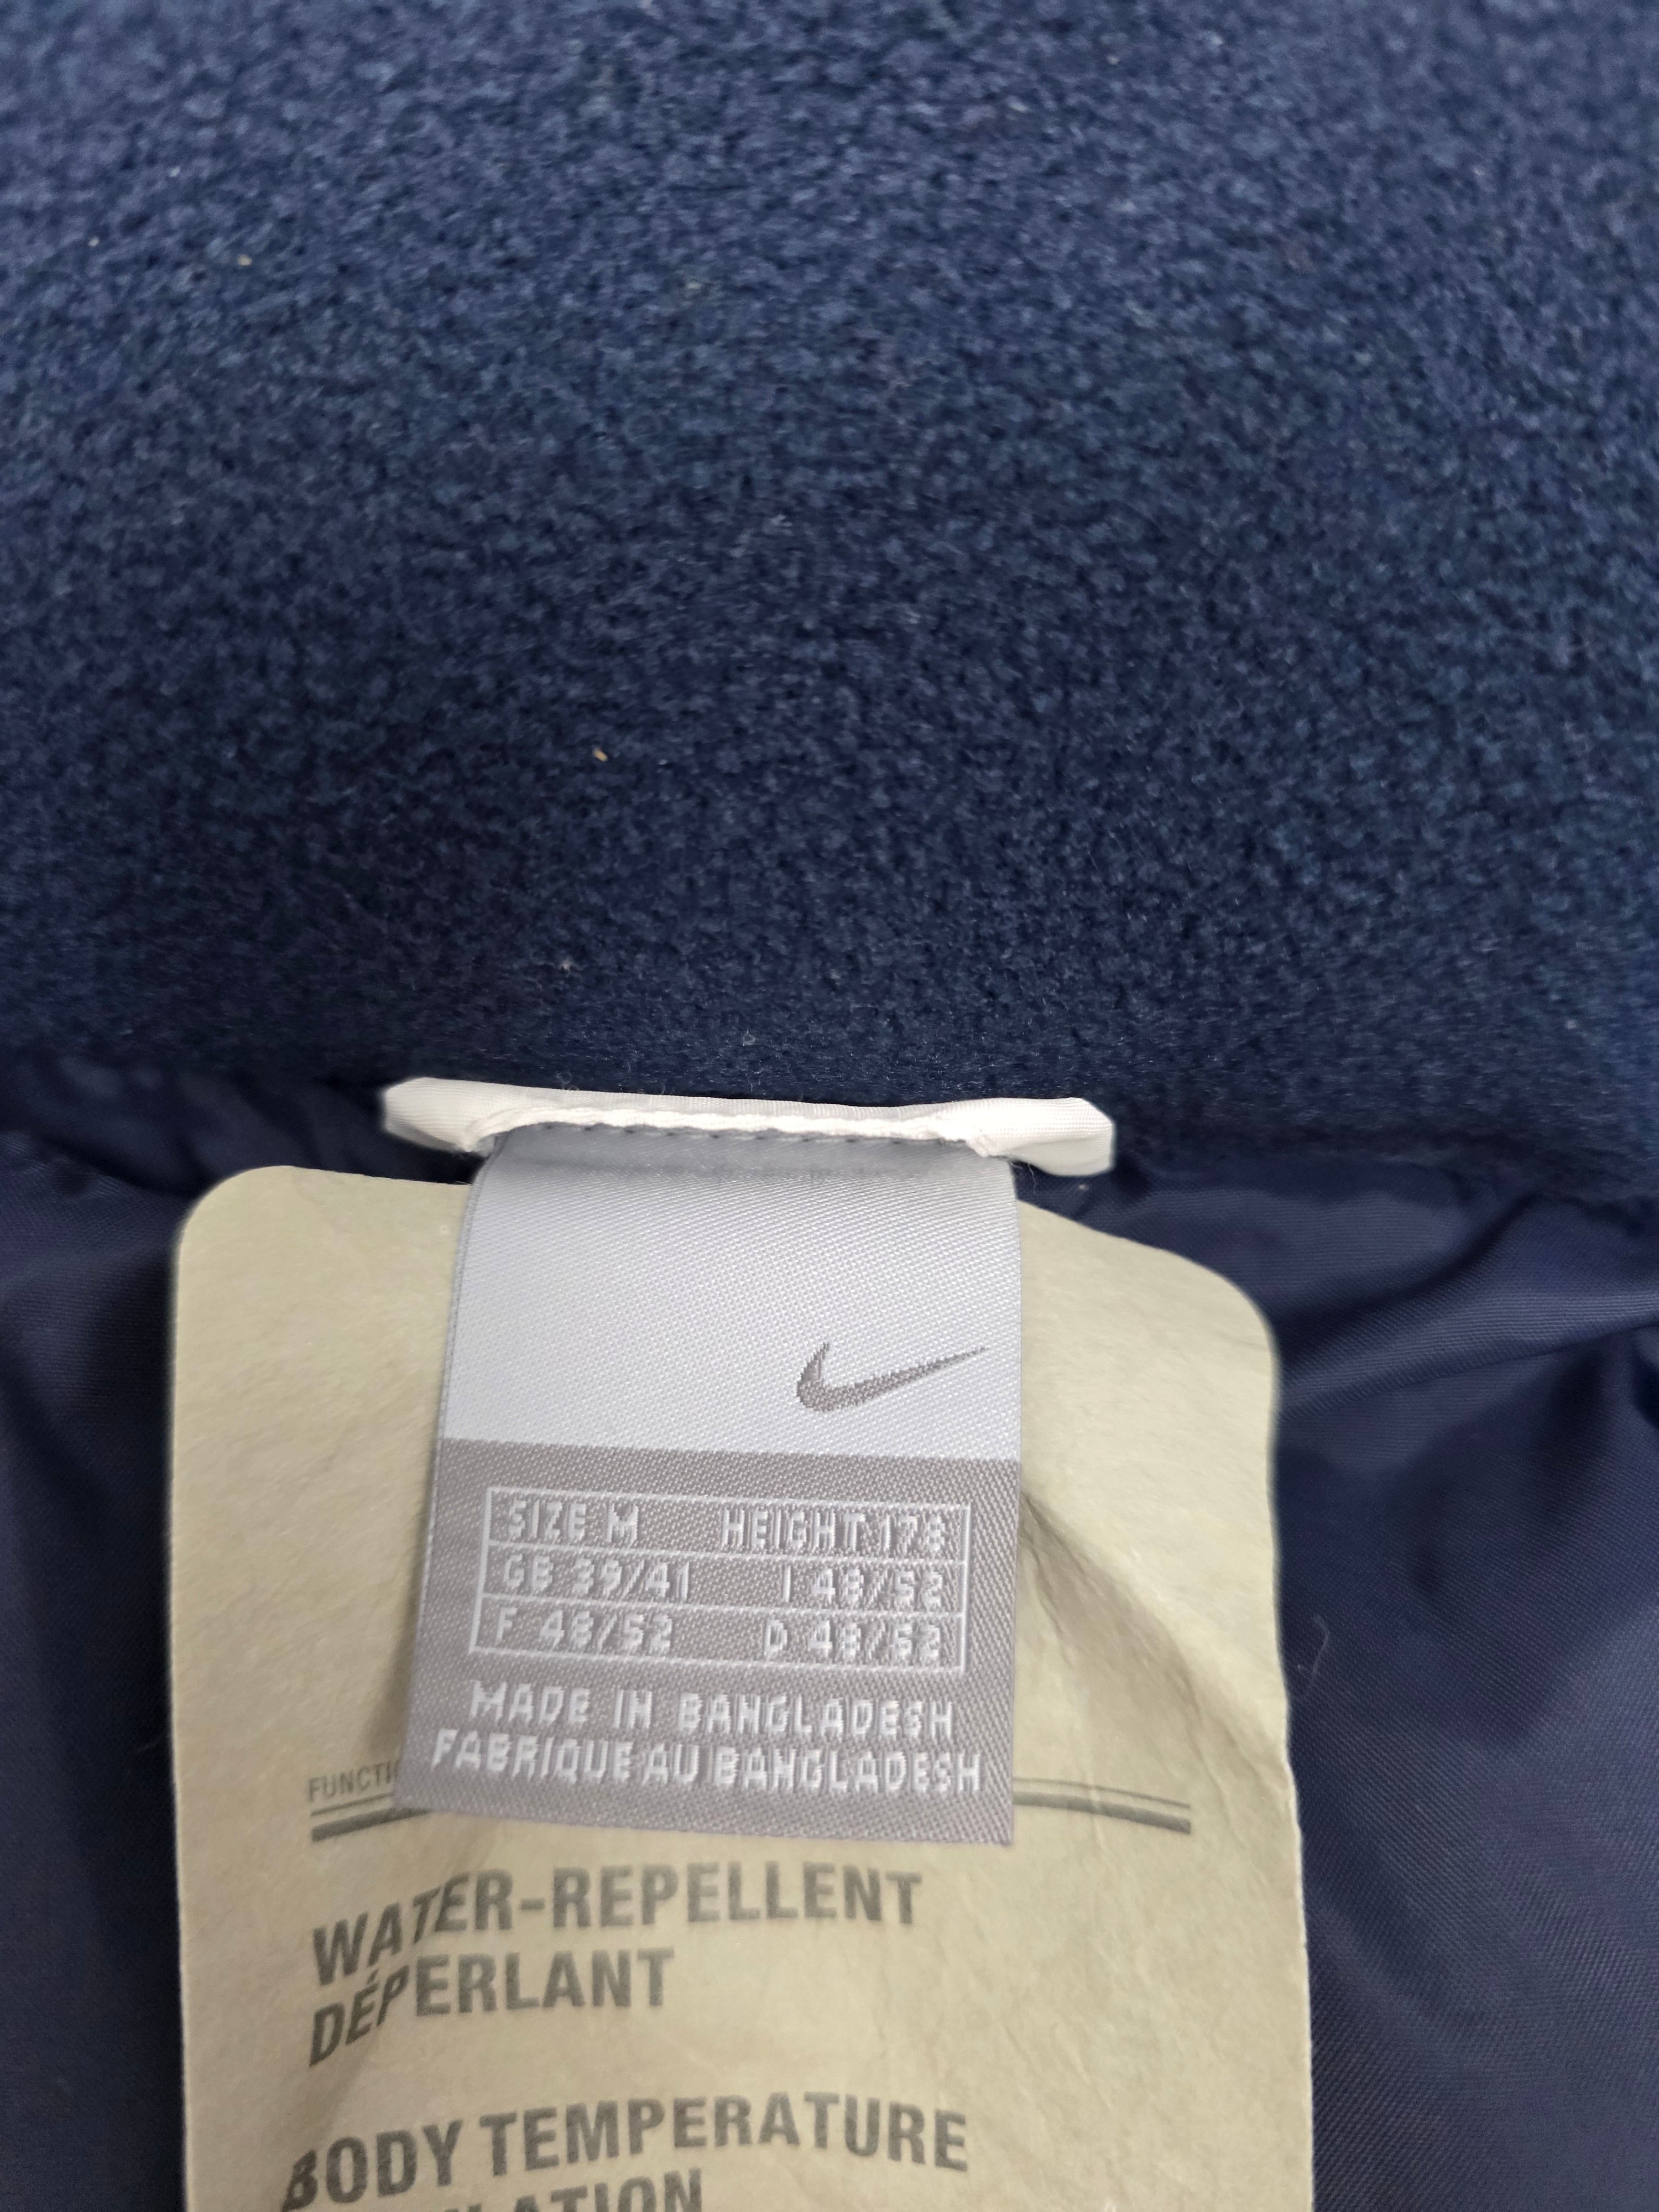 SIZE M HEIGHT 178
GB 39/41 I 48/52
F 48/52 D 48/52
MADE IN BANGLADESH
FABRIQUE AU BANGLADESH
WATER-REPELLENT
DÉPERLANT
BODY TEMPERATURE